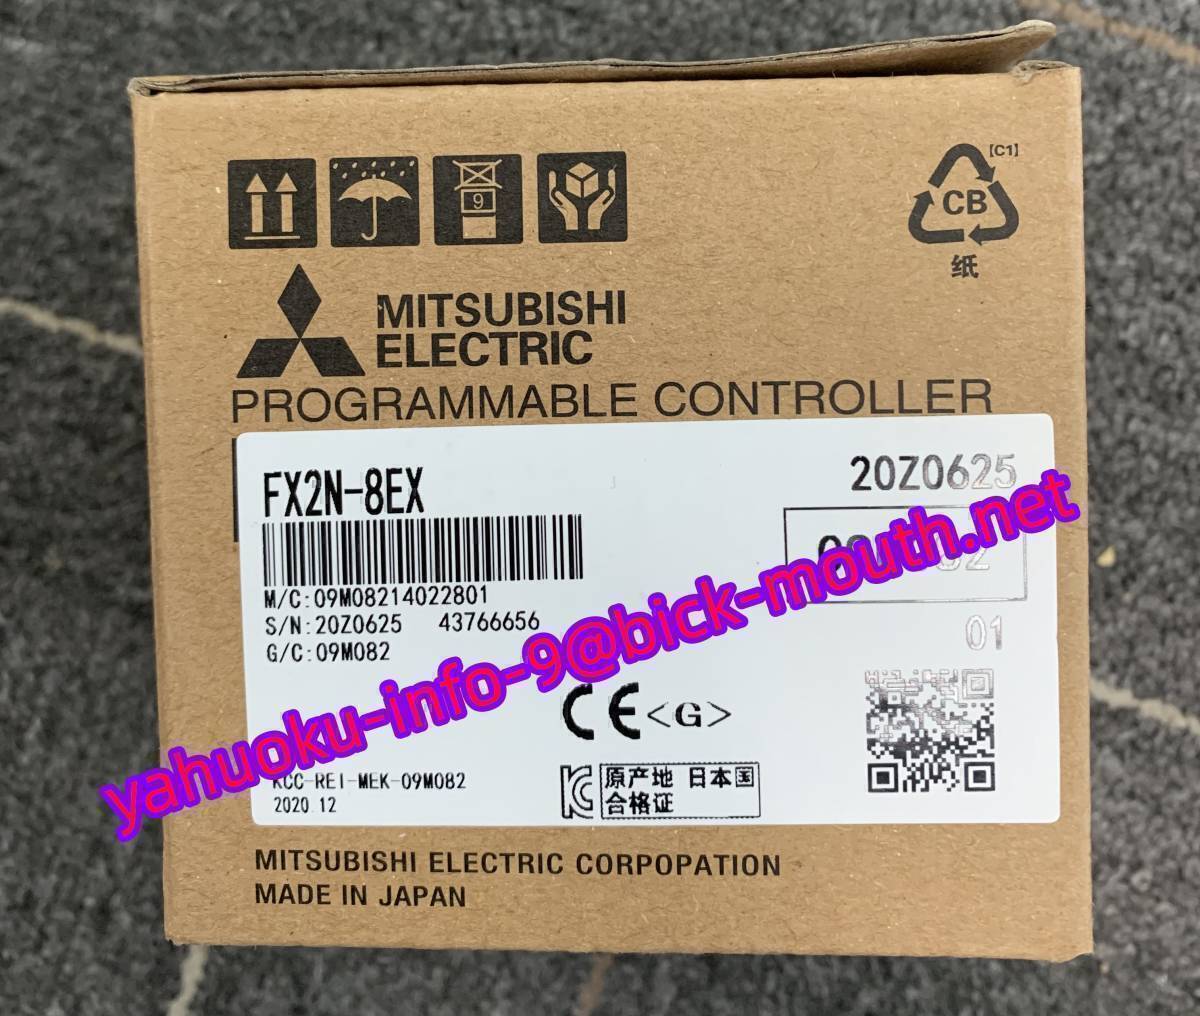 [C1]
CB
纸
9
MITSUBISHI
ELECTRIC
PROGRAMMABLE CONTROLLER
FX2N-8EX
20Z0625
M/C:09M08214022801
S/N:20Z0625 43766656
G/C:09M082
01
yahuoku-info-9@bick-mouth.net
CE <G>
KCC-REI-MEK-09M082
2020.12
原产地 日本国
合格证
MITSUBISHI ELECTRIC CORPOPATION
MADE IN JAPAN